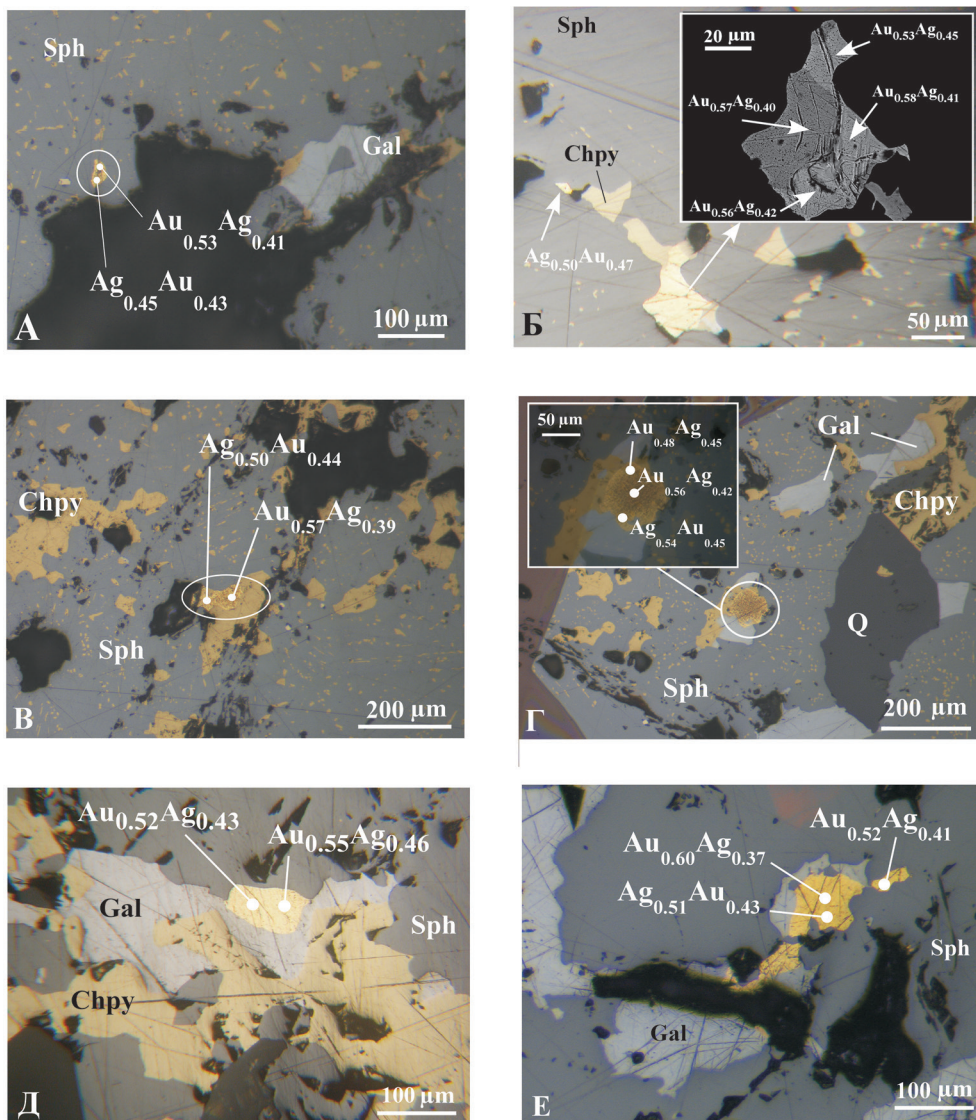 Sph
Gal
Au0.53Ag0.41
Ag0.45Au0.43
А
100 µm
Sph
20 µm
Au0.53Ag0.45
Au0.57Ag0.40
Au0.58Ag0.41
Chpy
Au0.56Ag0.42
Ag0.50Au0.47
Б
50 µm
Ag0.50Au0.44
Chpy
Au0.57Ag0.39
Sph
В
200 µm
50 µm
Au0.48Ag0.45
Au0.56Ag0.42
Ag0.54Au0.45
Gal
Chpy
Q
Sph
Г
200 µm
Au0.52Ag0.43
Au0.55Ag0.46
Gal
Sph
Chpy
Д
100 µm
Au0.52Ag0.41
Au0.60Ag0.37
Ag0.51Au0.43
Sph
Gal
Е
100 µm